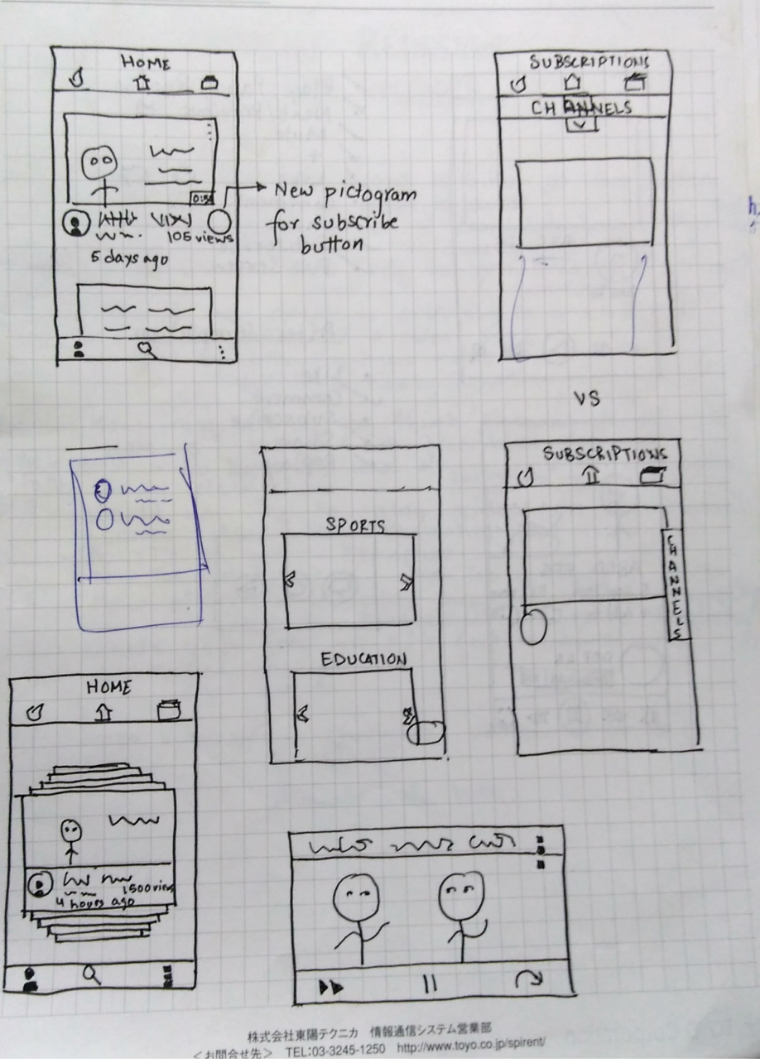 HOME
0:50
105 views
5 days ago
New pictogram
for subscribe
button
SUBSCRIPTIONS
CHANNELS
VS
SPORTS
EDUCATION
SUBSCRIPTIONS
CHANNELS
HOME
1500 views
4 hours ago
株式会社東陽テクニカ 情報通信システム営業部
＜お問合せ先＞ TEL:03-3245-1250 http://www.toyo.co.jp/spirent/